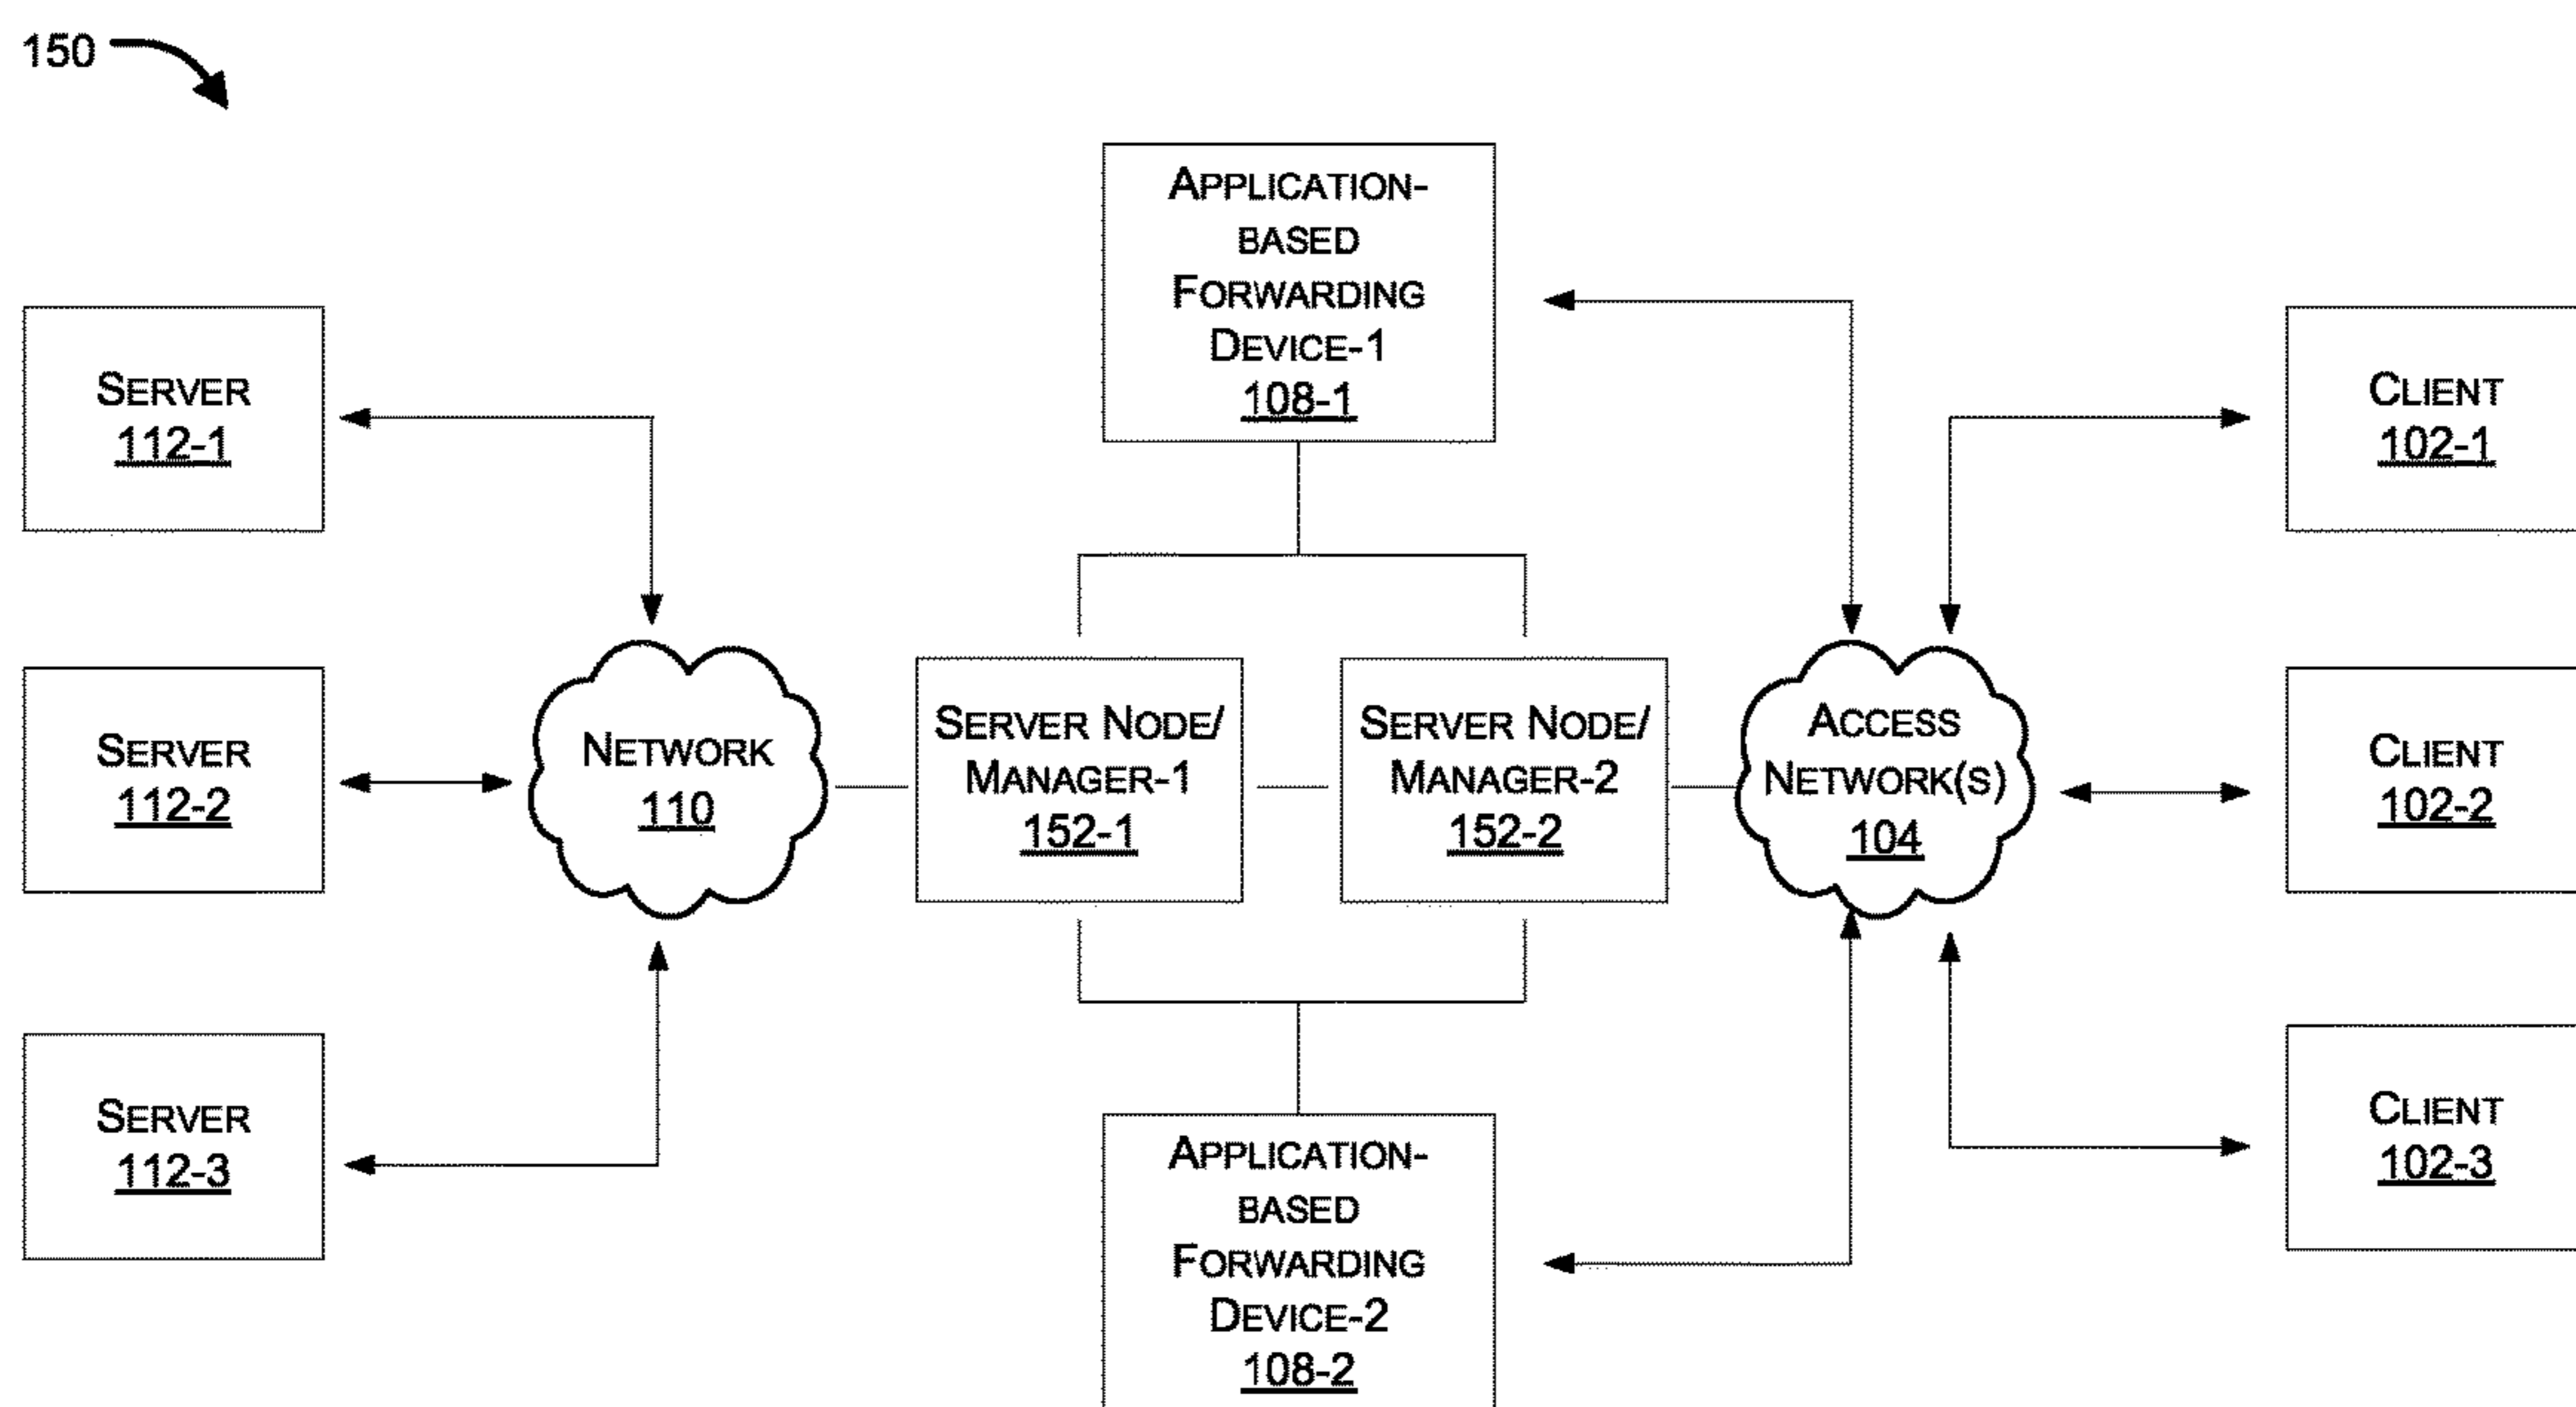 150
APPLICATION-
BASED
FORWARDING
DEVICE-1
108-1
SERVER
112-1
CLIENT
102-1
SERVER
112-2
NETWORK
110
SERVER NODE/
MANAGER-1
152-1
SERVER NODE/
MANAGER-2
152-2
ACCESS
NETWORK(S)
104
CLIENT
102-2
SERVER
112-3
APPLICATION-
BASED
FORWARDING
DEVICE-2
108-2
CLIENT
102-3